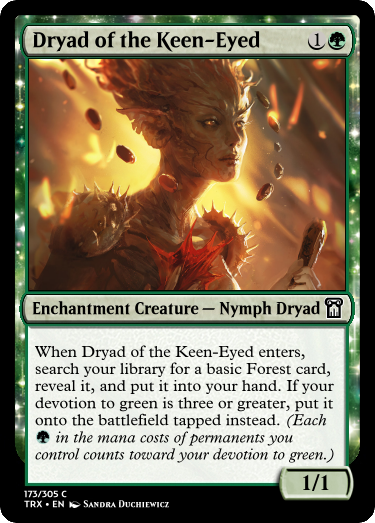 Dryad of the Keen-Eyed 1
Enchantment Creature — Nymph Dryad
When Dryad of the Keen-Eyed enters,
search your library for a basic Forest card,
reveal it, and put it into your hand. If your
devotion to green is three or greater, put it
onto the battlefield tapped instead. (Each
in the mana costs of permanents you
control counts toward your devotion to green.)
1/1
173/305 C
TRX • EN Sandra Duchiewicz